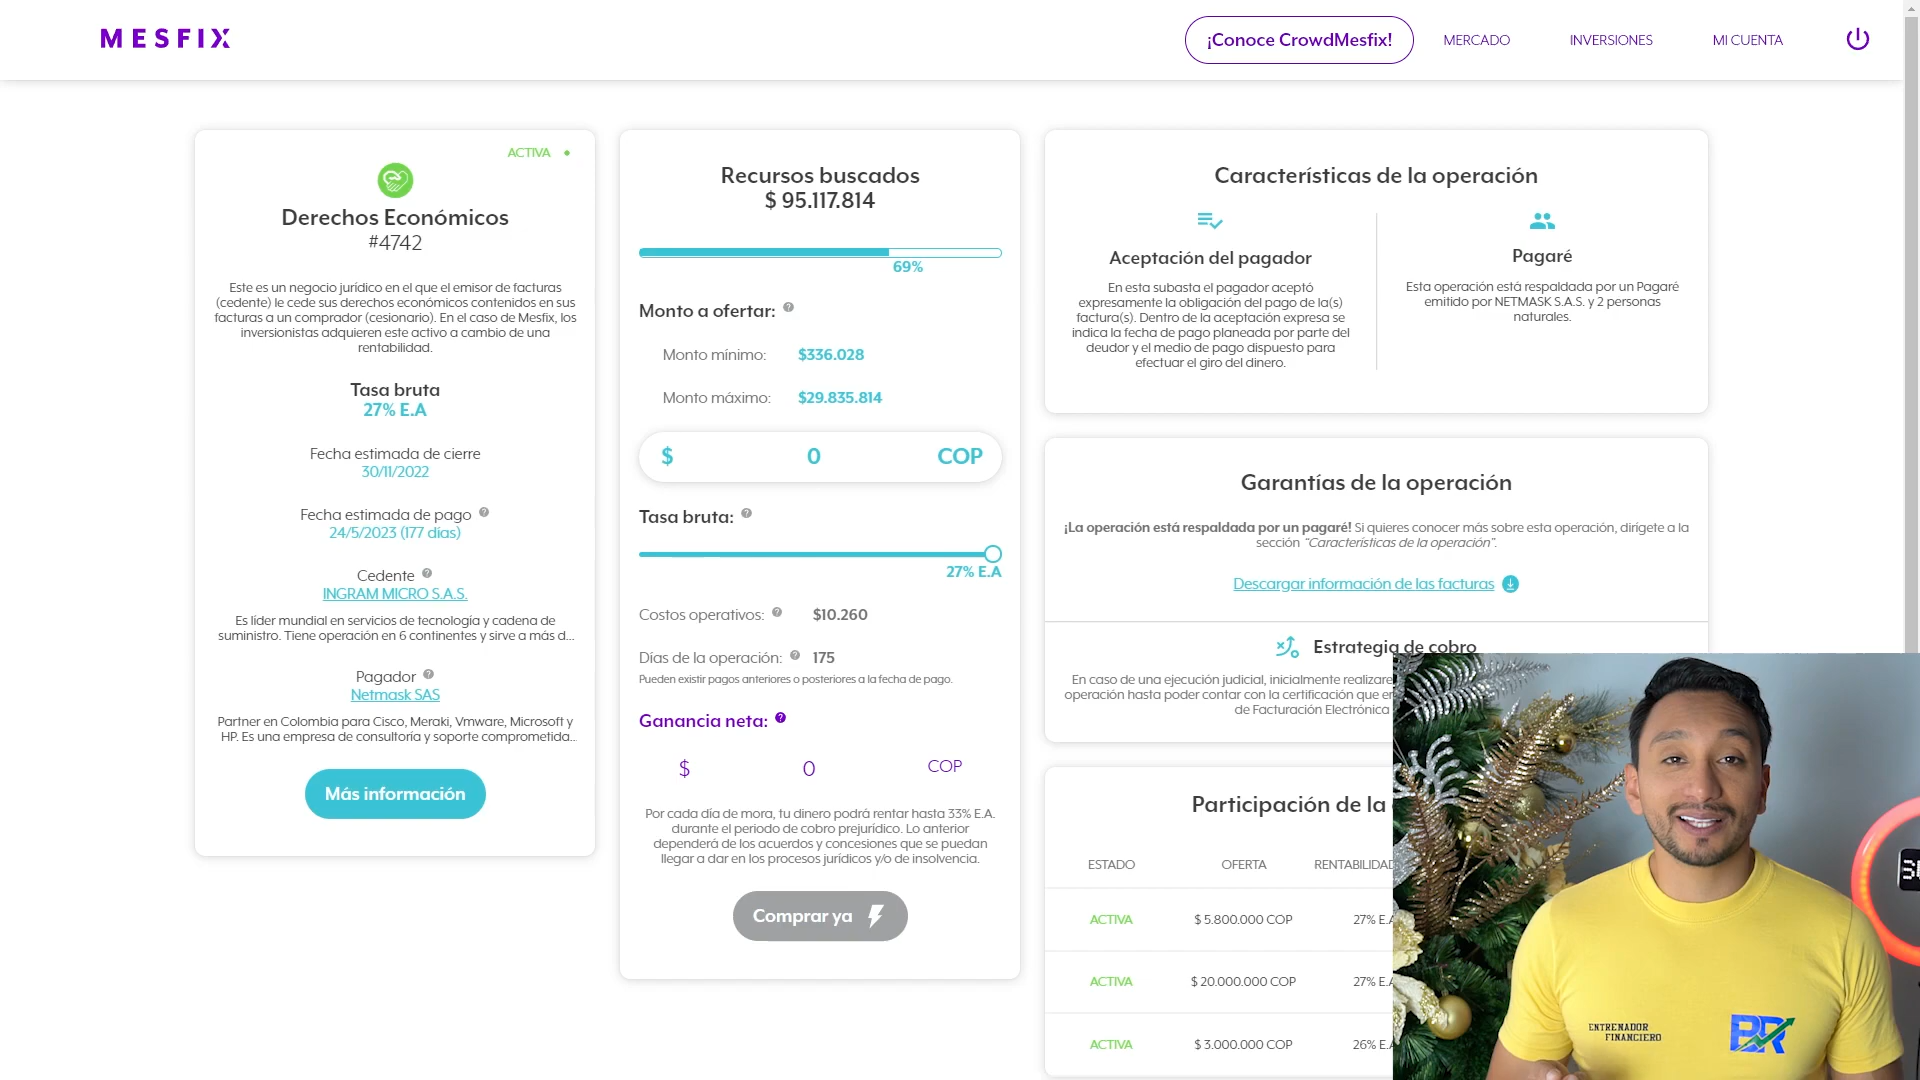 MESFIX
¡Conoce CrowdMesfix!
MERCADO
INVERSIONES
MI CUENTA
ACTIVA
Derechos Económicos
#4742
Este es un negocio jurídico en el que el emisor de facturas
(cedente) le cede sus derechos económicos contenidos en sus
facturas a un comprador (cesionario). En el caso de Mesfix, los
inversionistas adquieren este activo a cambio de una
rentabilidad.
Tasa bruta
27% E.A
Fecha estimada de cierre
30/11/2022
Fecha estimada de pago
24/5/2023 (177 días)
Cedente
INGRAM MICRO S.A.S.
Es líder mundial en servicios de tecnología y cadena de
suministro. Tiene operación en 6 continentes y sirve a más d...
Pagador
Netmask SAS
Partner en Colombia para Cisco, Meraki, Vmware, Microsoft y
HP. Es una empresa de consultoría y soporte comprometida...
Más información
Recursos buscados
$ 95.117.814
69%
Monto a ofertar:
Monto mínimo: $336.028
Monto máximo: $29.835.814
$ 0 COP
Tasa bruta:
27% E.A
Costos operativos: $10.260
Días de la operación: 175
Pueden existir pagos anteriores o posteriores a la fecha de pago.
Ganancia neta:
$ 0 COP
Por cada día de mora, tu dinero podrá rentar hasta 33% E.A.
durante el periodo de cobro prejurídico. Lo anterior
dependerá de los acuerdos y concesiones que se puedan
llegar a dar en los procesos jurídicos y/o de insolvencia.
Comprar ya
Características de la operación
Aceptación del pagador
En esta subasta el pagador aceptó
expresamente la obligación del pago de la(s)
factura(s). Dentro de la aceptación expresa se
indica la fecha de pago planeada por parte del
deudor y el medio de pago dispuesto para
efectuar el giro del dinero.
Pagaré
Esta operación está respaldada por un Pagaré
emitido por NETMASK S.A.S. y 2 personas
naturales.
Garantías de la operación
¡La operación está respaldada por un pagaré! Si quieres conocer más sobre esta operación, dirígete a la
sección "Características de la operación".
Descargar información de las facturas
Estrategia de cobro
En caso de una ejecución judicial, inicialmente realizare
operación hasta poder contar con la certificación que e
de Facturación Electrónica
Participación de la
ESTADO OFERTA RENTABILIDAD
ACTIVA $ 5.800.000 COP 27% E.A
ACTIVA $ 20.000.000 COP 27% E.A
ACTIVA $ 3.000.000 COP 26% E.A
ENTRENADOR
FINANCIERO
BR